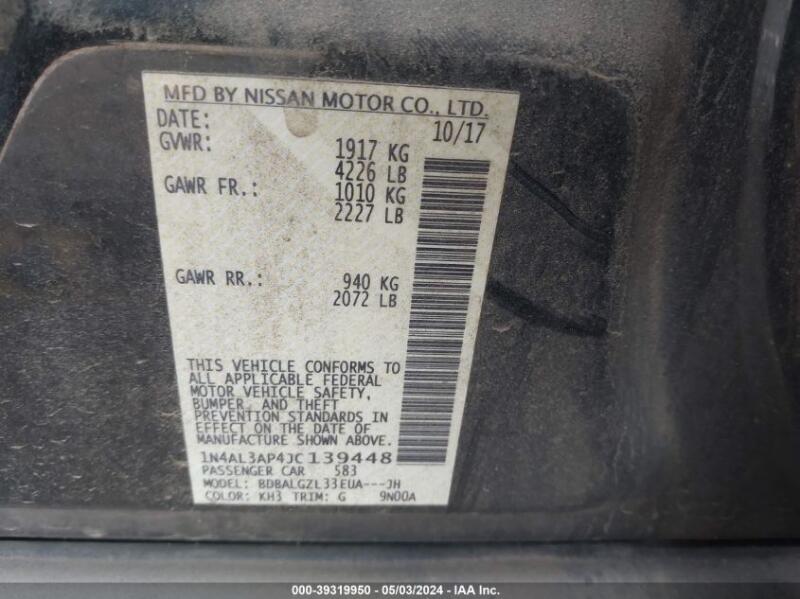 MFD BY NISSAN MOTOR CO., LTD.
DATE: 10/17
GVWR: 1917 KG
4226 LB
GAWR FR.: 1010 KG
2227 LB
GAWR RR.: 940 KG
2072 LB
THIS VEHICLE CONFORMS TO
ALL APPLICABLE FEDERAL
MOTOR VEHICLE SAFETY,
BUMPER, AND THEFT
PREVENTION STANDARDS IN
EFFECT ON THE DATE OF
MANUFACTURE SHOWN ABOVE.
1N4AL3AP4JC139448
PASSENGER CAR 583
MODEL: BDBALGZL33EUA---JH
COLOR: KH3 TRIM: G 9N00A
000-39319950 - 05/03/2024 - IAA Inc.